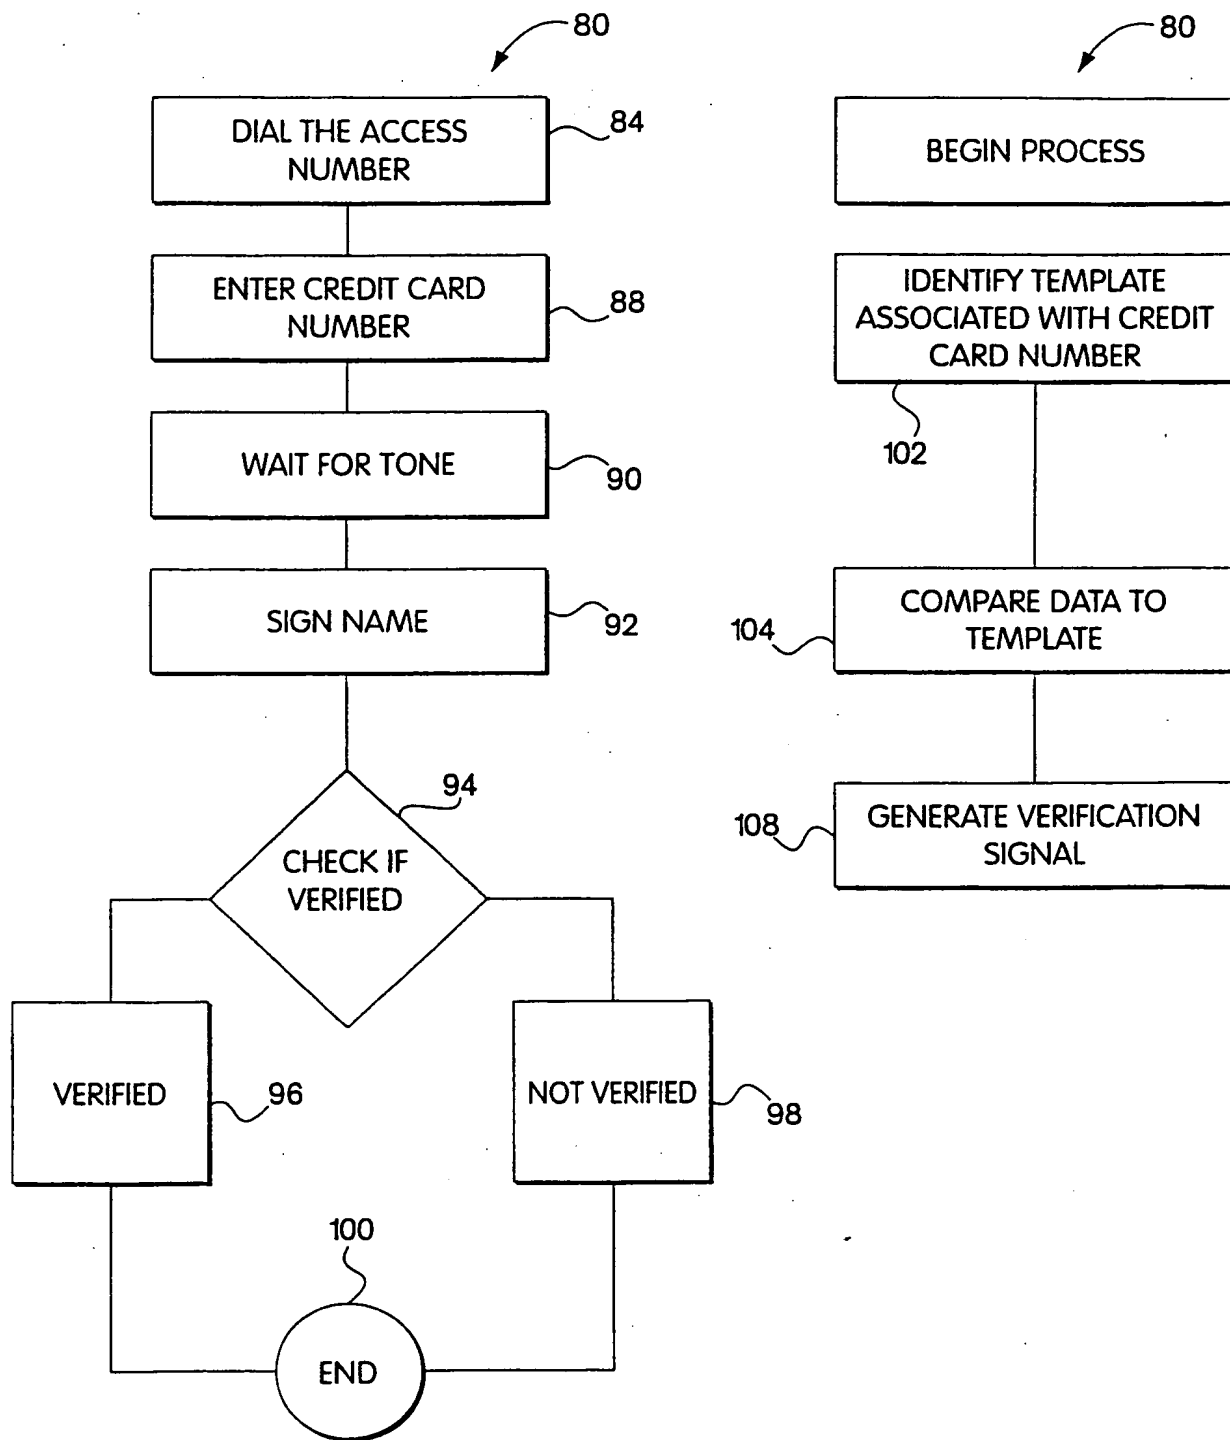 80
DIAL THE ACCESS
NUMBER
84
ENTER CREDIT CARD
NUMBER
88
WAIT FOR TONE
90
SIGN NAME
92
94
CHECK IF
VERIFIED
VERIFIED
96
NOT VERIFIED
98
100
END
80
BEGIN PROCESS
IDENTIFY TEMPLATE
ASSOCIATED WITH CREDIT
CARD NUMBER
102
COMPARE DATA TO
TEMPLATE
104
GENERATE VERIFICATION
SIGNAL
108